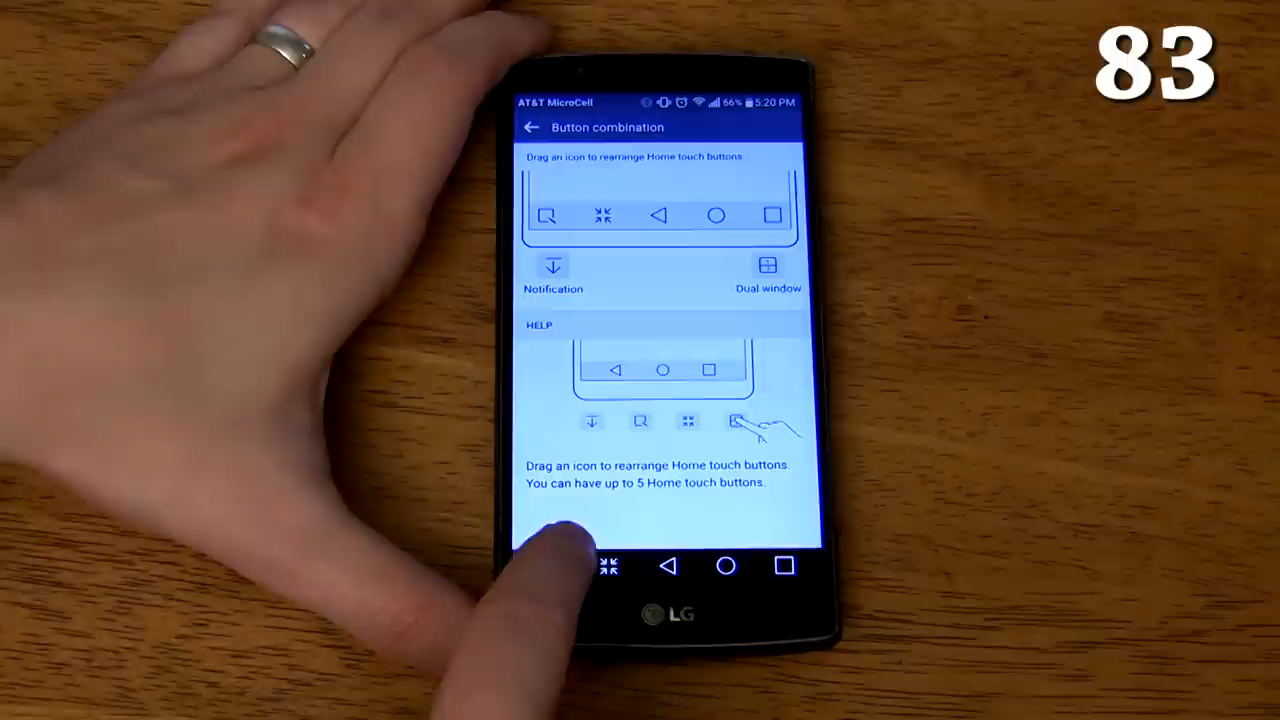 83
AT&T MicroCell 66% 5:20 PM
Button combination
Drag an icon to rearrange Home touch buttons.
Notification
Dual window
HELP
Drag an icon to rearrange Home touch buttons.
You can have up to 5 Home touch buttons.
LG